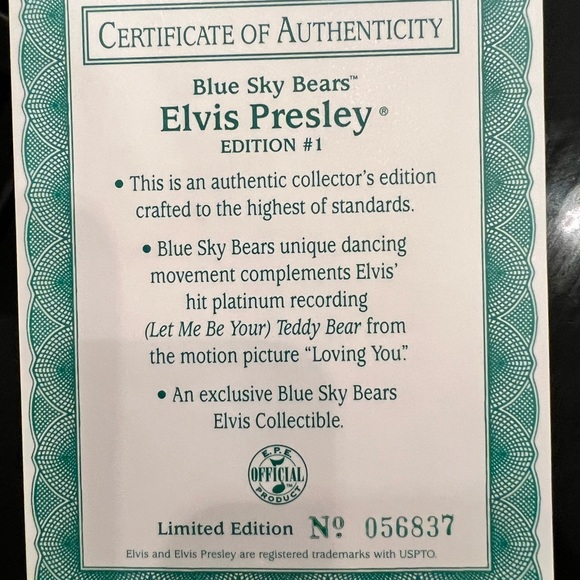 CERTIFICATE OF AUTHENTICITY
Blue Sky Bears™
Elvis Presley®
EDITION #1
• This is an authentic collector's edition
crafted to the highest of standards.
• Blue Sky Bears unique dancing
movement complements Elvis'
hit platinum recording
(Let Me Be Your) Teddy Bear from
the motion picture "Loving You."
• An exclusive Blue Sky Bears
Elvis Collectible.
E.P.E.
OFFICIAL™
PRODUCT
Limited Edition Nº 056837
Elvis and Elvis Presley are registered trademarks with USPTO.